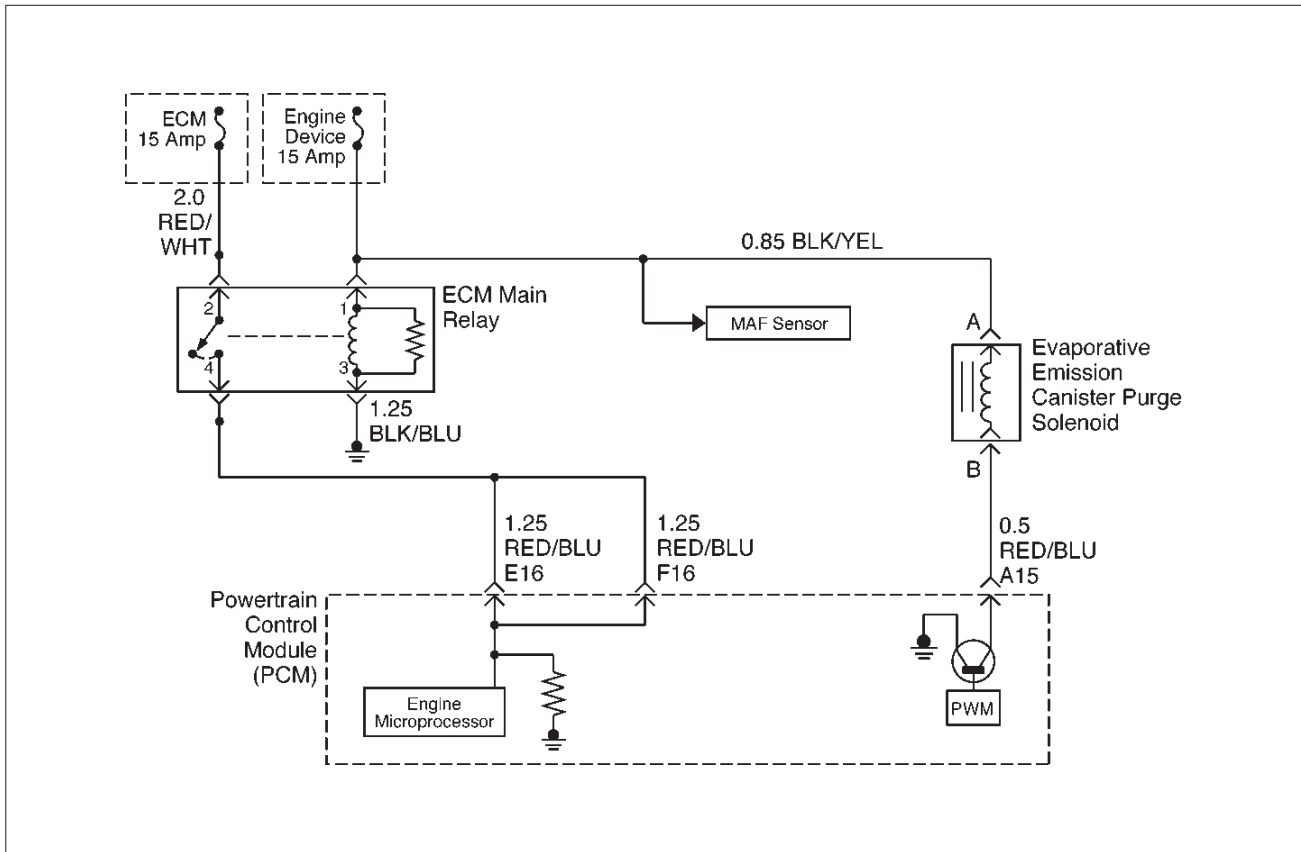 ECM
15 Amp
Engine
Device
15 Amp
2.0
RED/
WHT
0.85 BLK/YEL
2
1
4
3
ECM Main
Relay
MAF Sensor
A
Evaporative
Emission
Canister Purge
Solenoid
B
1.25
BLK/BLU
1.25
RED/BLU
E16
1.25
RED/BLU
F16
0.5
RED/BLU
A15
Powertrain
Control
Module
(PCM)
Engine
Microprocessor
PWM